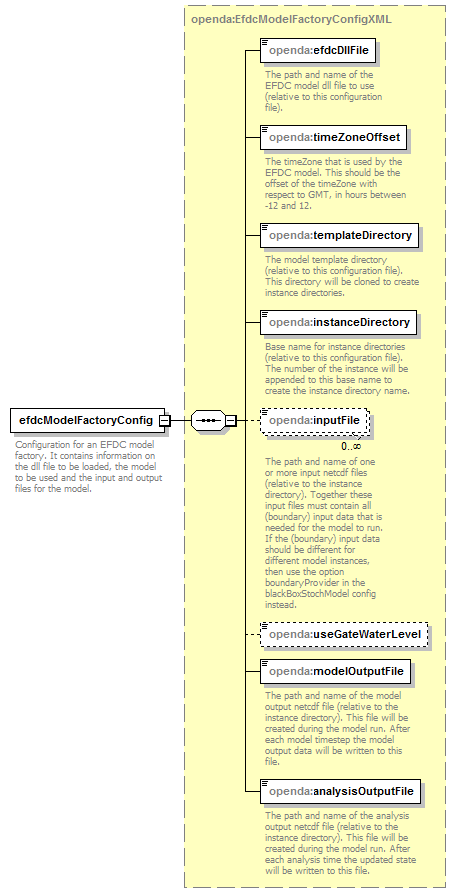 openda:EfdcModelFactoryConfigXML
openda:efdcDllFile
The path and name of the
EFDC model dll file to use
(relative to this configuration
file).
openda:timeZoneOffset
The timeZone that is used by the
EFDC model. This should be the
offset of the timeZone with
respect to GMT, in hours between
-12 and 12.
openda:templateDirectory
The model template directory
(relative to this configuration file).
This directory will be cloned to create
instance directories.
openda:instanceDirectory
Base name for instance directories
(relative to this configuration file).
The number of the instance will be
appended to this base name to
create the instance directory name.
efdcModelFactoryConfig
Configuration for an EFDC model
factory. It contains information on
the dll file to be loaded, the model
to be used and the input and output
files for the model.
openda:inputFile
0..∞
The path and name of one
or more input netcdf files
(relative to the instance
directory). Together these
input files must contain all
(boundary) input data that is
needed for the model to run.
If the (boundary) input data
should be different for
different model instances,
then use the option
boundaryProvider in the
blackBoxStochModel config
instead.
openda:useGateWaterLevel
openda:modelOutputFile
The path and name of the model
output netcdf file (relative to the
instance directory). This file will be
created during the model run. After
each model timestep the model
output data will be written to this
file.
openda:analysisOutputFile
The path and name of the analysis
output netcdf file (relative to the
instance directory). This file will be
created during the model run. After
each analysis time the updated state
will be written to this file.